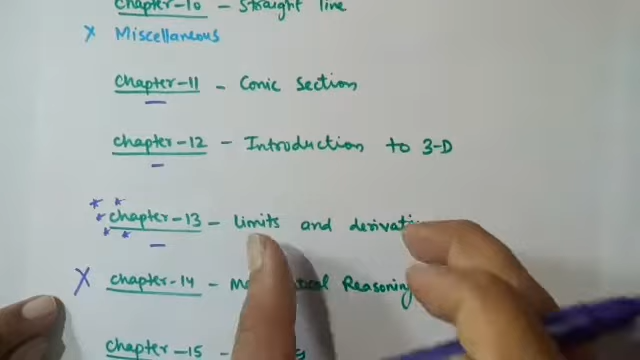 Chapter-10 - Straight line
X Miscellaneous
Chapter-11 - Conic Section
Chapter-12 - Introduction to 3-D
Chapter-13 - limits and
X Chapter-14 - Reasoning
Chapter-15 -